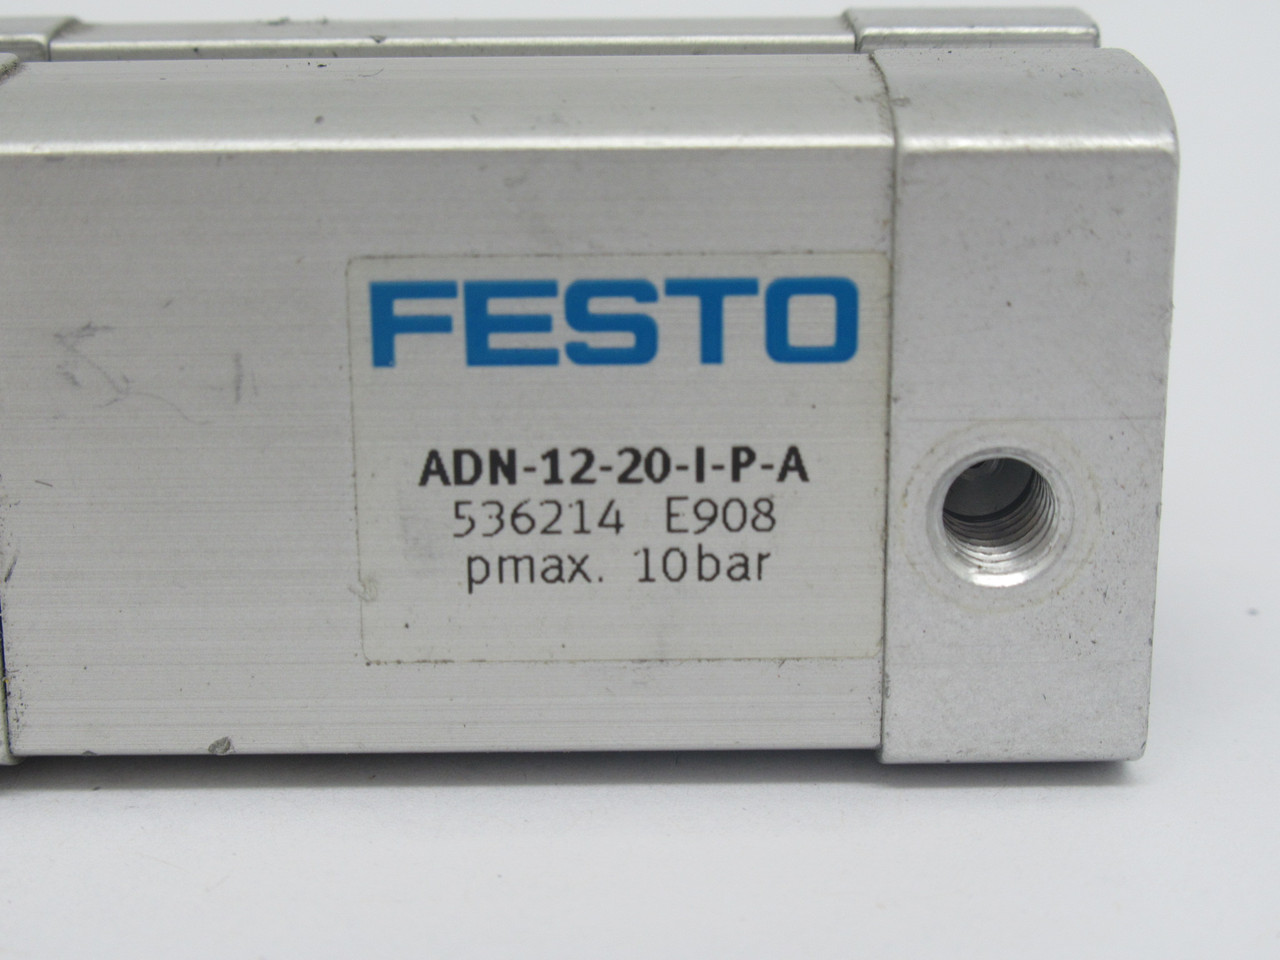 FESTO
ADN-12-20-I-P-A
536214 E908
pmax. 10bar